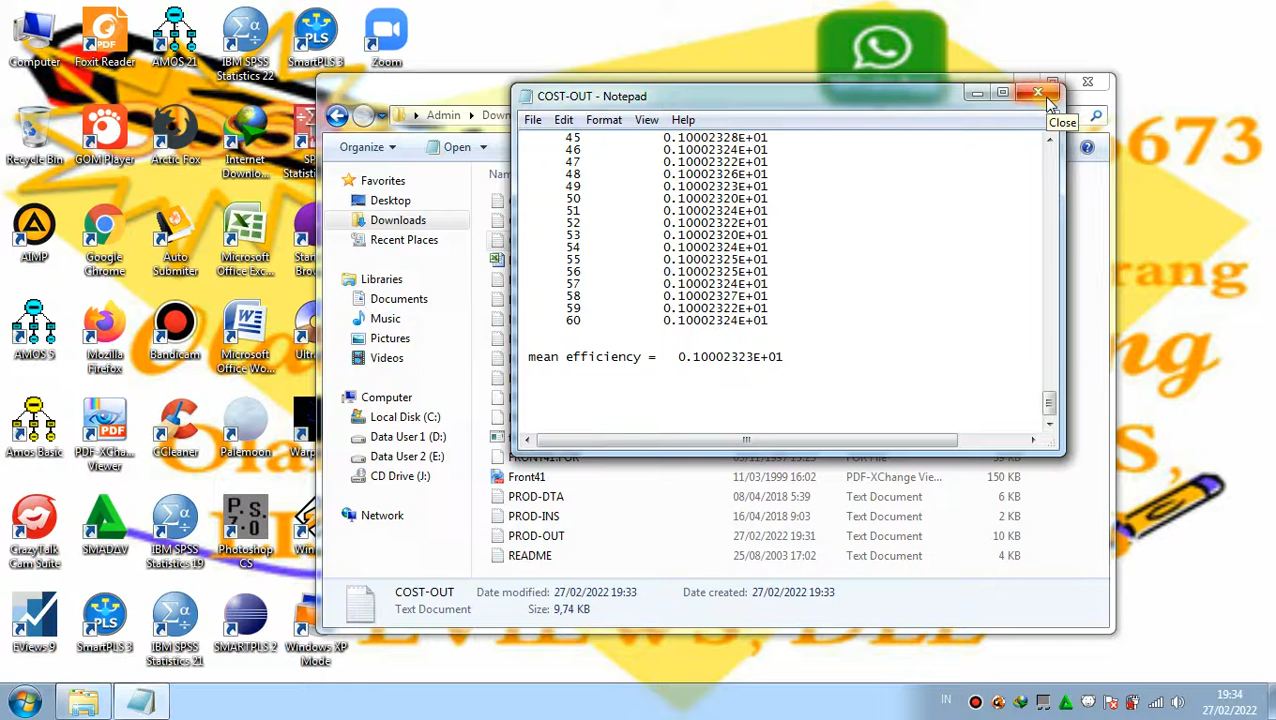 Computer
Foxit Reader
AMOS 21
IBM SPSS
Statistics 22
SmartPLS 3
Zoom
Recycle Bin
GOM Player
Arctic Fox
Internet
Downlo...
AIMP
Google
Chrome
Auto
Submiter
Microsoft
Office Exc...
AMOS 5
Mozilla
Firefox
Bandicam
Microsoft
Office Wo...
Amos Basic
PDF-XCha...
Viewer
CCleaner
Palemoon
CrazyTalk
Cam Suite
SMADΔV
IBM SPSS
Statistics 19
Photoshop
CS
EViews 9
SmartPLS 3
IBM SPSS
Statistics 21
SMARTPLS 2
Windows XP
Mode
673
Admin
Down
Organize
Open
Favorites
Desktop
Downloads
Recent Places
Libraries
Documents
Music
Pictures
Videos
Computer
Local Disk (C:)
Data User 1 (D:)
Data User 2 (E:)
CD Drive (J:)
Network
COST-OUT - Notepad
Close
File Edit Format View Help
45 0.10002328E+01
46 0.10002324E+01
47 0.10002322E+01
48 0.10002326E+01
49 0.10002323E+01
50 0.10002320E+01
51 0.10002324E+01
52 0.10002322E+01
53 0.10002320E+01
54 0.10002324E+01
55 0.10002325E+01
56 0.10002324E+01
57 0.10002324E+01
58 0.10002327E+01
59 0.10002322E+01
60 0.10002324E+01
mean efficiency = 0.10002323E+01
Front41 11/03/1999 16:02 PDF-XChange Vie... 150 KB
PROD-DTA 08/04/2018 5:39 Text Document 6 KB
PROD-INS 16/04/2018 9:03 Text Document 2 KB
PROD-OUT 27/02/2022 19:31 Text Document 10 KB
README 25/08/2003 17:02 Text Document 4 KB
COST-OUT Date modified: 27/02/2022 19:33 Date created: 27/02/2022 19:33
Text Document Size: 9,74 KB
IN
19:34
27/02/2022